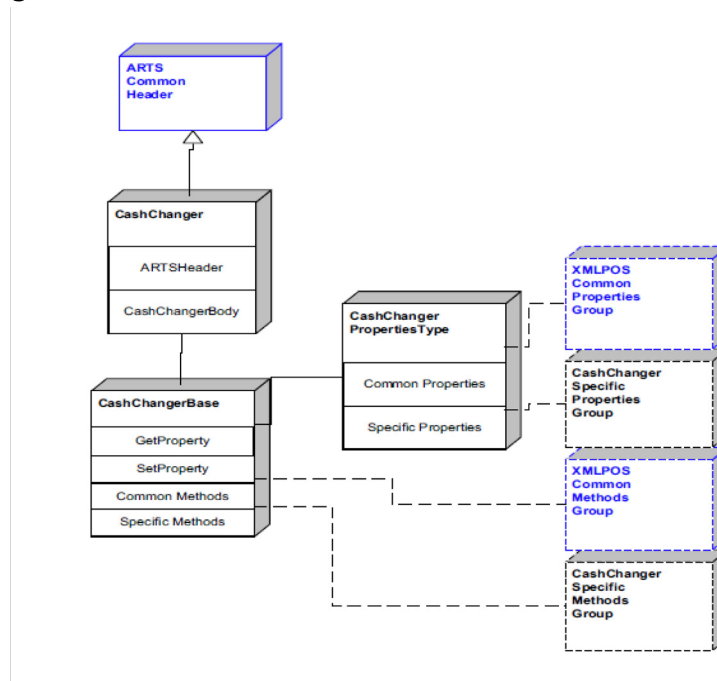 ARTS
Common
Header
CashChanger
ARTSHeader
CashChangerBody
CashChanger
PropertiesType
Common Properties
Specific Properties
CashChangerBase
GetProperty
SetProperty
Common Methods
Specific Methods
XMLPOS
Common
Properties
Group
CashChanger
Specific
Properties
Group
XMLPOS
Common
Methods
Group
CashChanger
Specific
Methods
Group